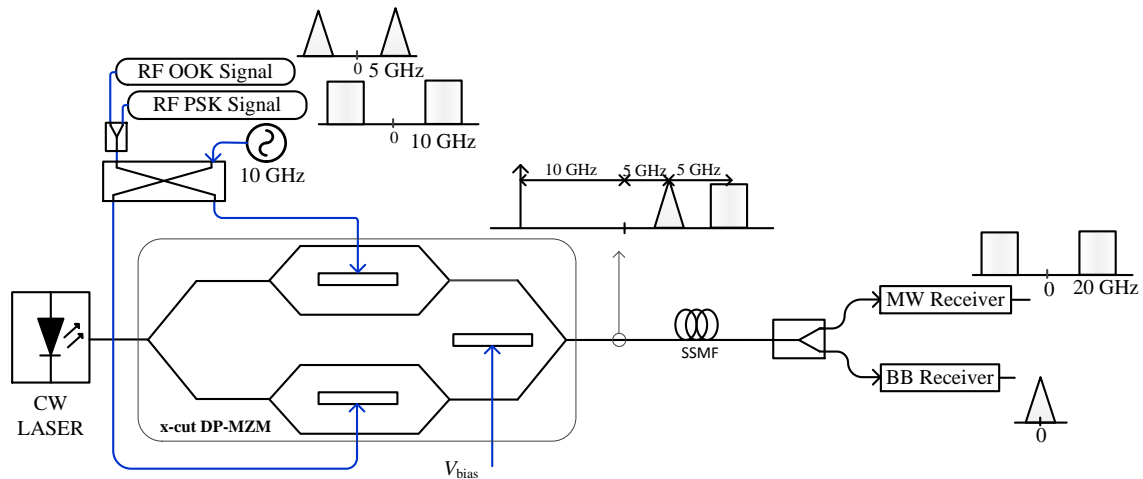 RF OOK Signal
0
5 GHz
RF PSK Signal
0
10 GHz
10 GHz
10 GHz
5 GHz
5 GHz
CW
LASER
x-cut DP-MZM
Vbias
SSMF
MW Receiver
0
20 GHz
BB Receiver
0